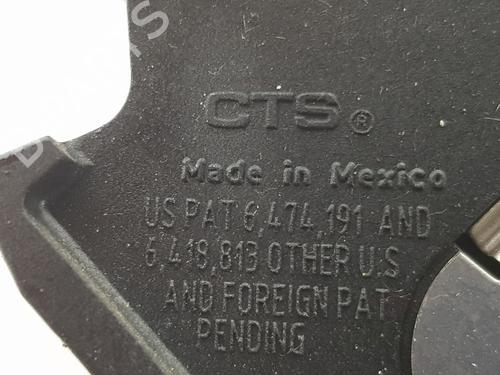 CTS®
Made in Mexico
US PAT 6,474,191 AND
6,418,813 OTHER U.S
AND FOREIGN PAT
PENDING